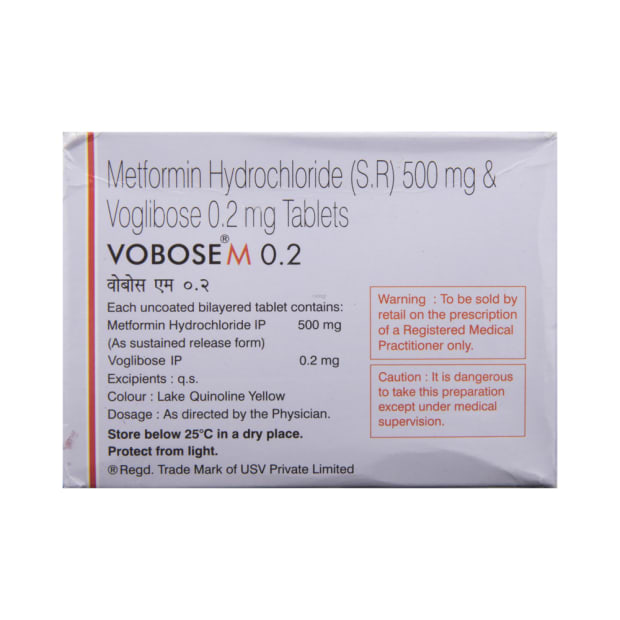 Metformin Hydrochloride (S.R) 500 mg &
Voglibose 0.2 mg Tablets
VOBOSE®M 0.2
वोबोस एम ०.२
Each uncoated bilayered tablet contains:
Metformin Hydrochloride IP 500 mg
(As sustained release form)
Voglibose IP 0.2 mg
Excipients : q.s.
Colour : Lake Quinoline Yellow
Dosage : As directed by the Physician.
Store below 25°C in a dry place.
Protect from light.
®Regd. Trade Mark of USV Private Limited
Warning : To be sold by
retail on the prescription
of a Registered Medical
Practitioner only.
Caution : It is dangerous
to take this preparation
except under medical
supervision.